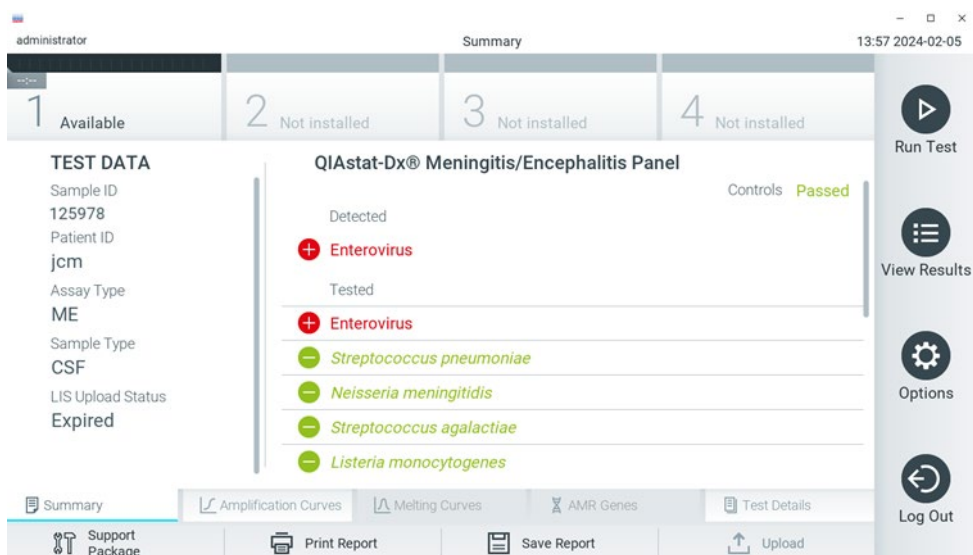 administrator
Summary
13:57 2024-02-05
--:--
1 Available
2 Not installed
3 Not installed
4 Not installed
Run Test
View Results
Options
Log Out
TEST DATA
Sample ID
125978
Patient ID
jcm
Assay Type
ME
Sample Type
CSF
LIS Upload Status
Expired
QIAstat-Dx® Meningitis/Encephalitis Panel
Controls Passed
Detected
Enterovirus
Tested
Enterovirus
Streptococcus pneumoniae
Neisseria meningitidis
Streptococcus agalactiae
Listeria monocytogenes
Summary
Amplification Curves
Melting Curves
AMR Genes
Test Details
Support
Package
Print Report
Save Report
Upload